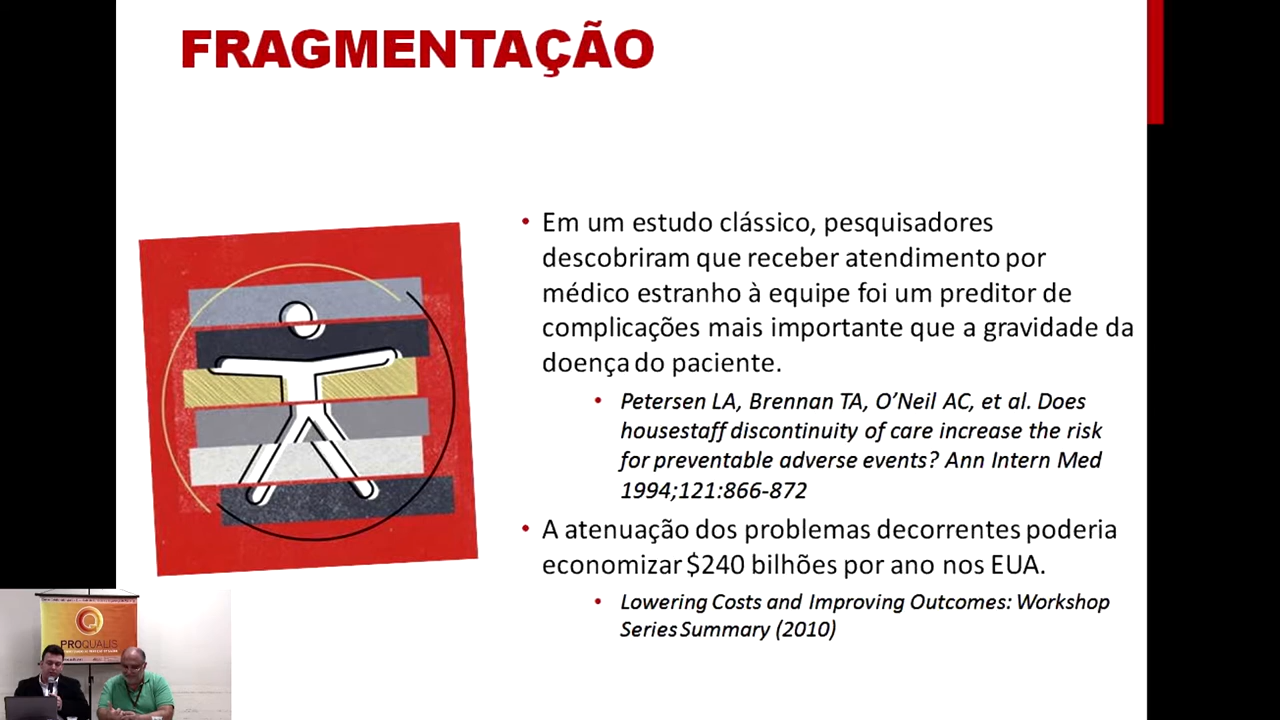 FRAGMENTAÇÃO
• Em um estudo clássico, pesquisadores
descobriram que receber atendimento por
médico estranho à equipe foi um preditor de
complicações mais importante que a gravidade da
doença do paciente.
• Petersen LA, Brennan TA, O’Neil AC, et al. Does
housestaff discontinuity of care increase the risk
for preventable adverse events? Ann Intern Med
1994;121:866-872
• A atenuação dos problemas decorrentes poderia
economizar $240 bilhões por ano nos EUA.
• Lowering Costs and Improving Outcomes: Workshop
Series Summary (2010)
PROQUALIS